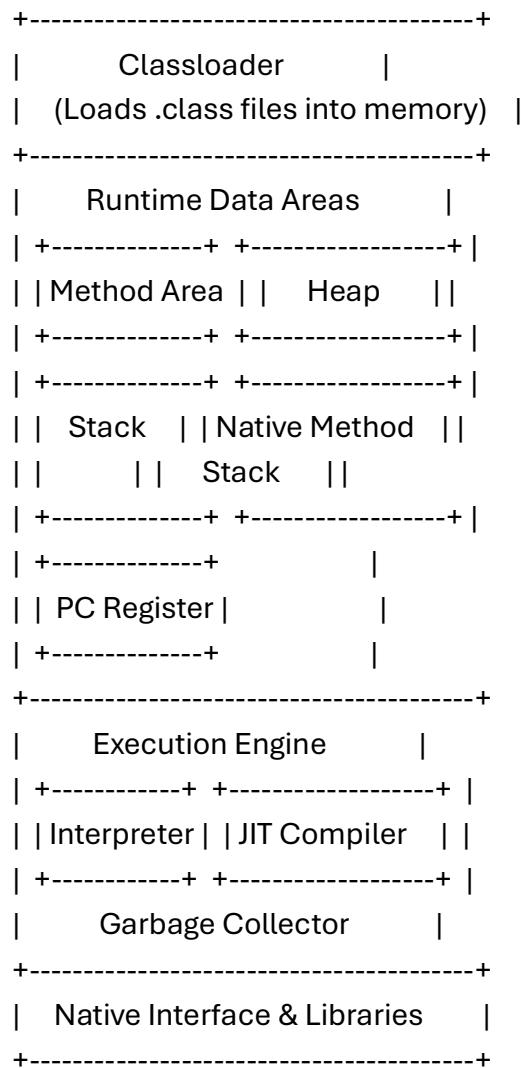 +-----------------------------------------+
|            Classloader            |
|    (Loads .class files into memory)    |
+-----------------------------------------+
|        Runtime Data Areas          |
| +--------------+  +------------------+ |
| | Method Area | |     Heap      | |
| +--------------+  +------------------+ |
| +--------------+  +------------------+ |
| |   Stack    | | Native Method   | |
| |            | |     Stack      | |
| +--------------+  +------------------+ |
| +--------------+                  |
| | PC Register |                  |
| +--------------+                  |
+-----------------------------------------+
|         Execution Engine           |
| +------------+  +-------------------+  |
| | Interpreter |  | JIT Compiler    |  |
| +------------+  +-------------------+  |
|          Garbage Collector          |
+-----------------------------------------+
|    Native Interface & Libraries      |
+-----------------------------------------+